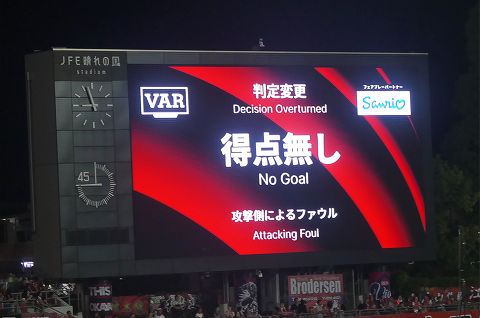 JFE晴れの国
stadium
VAR
判定変更
Decision Overturned
フェアプレーパートナー
Sanrio
得点無し
No Goal
攻撃側によるファウル
Attacking Foul
45
Brodersen
THIS